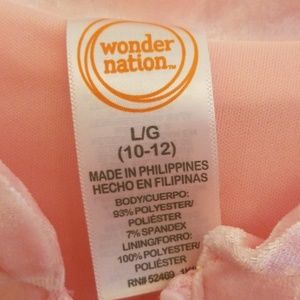 wonder
nation™
L/G
(10-12)
MADE IN PHILIPPINES
HECHO EN FILIPINAS
BODY/CUERPO:
93% POLYESTER/
POLIÉSTER
7% SPANDEX
LINING/FORRO:
100% POLYESTER/
POLIÉSTER
RN# 52469